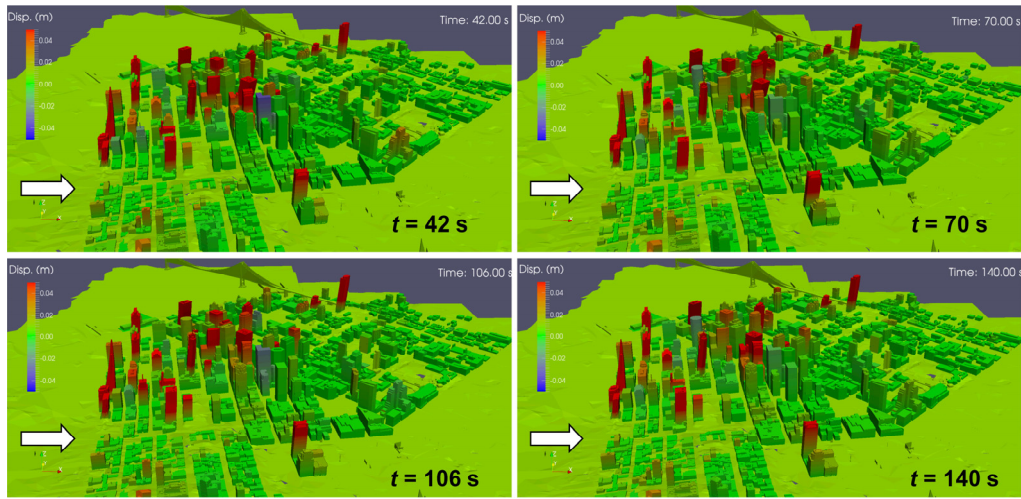 Disp. (m)
Time: 42.00 s
0.04
0.02
0.00
-0.02
-0.04
t = 42 s
Disp. (m)
Time: 70.00 s
0.04
0.02
0.00
-0.02
-0.04
t = 70 s
Disp. (m)
Time: 106.00 s
0.04
0.02
0.00
-0.02
-0.04
t = 106 s
Disp. (m)
Time: 140.00 s
0.04
0.02
0.00
-0.02
-0.04
t = 140 s